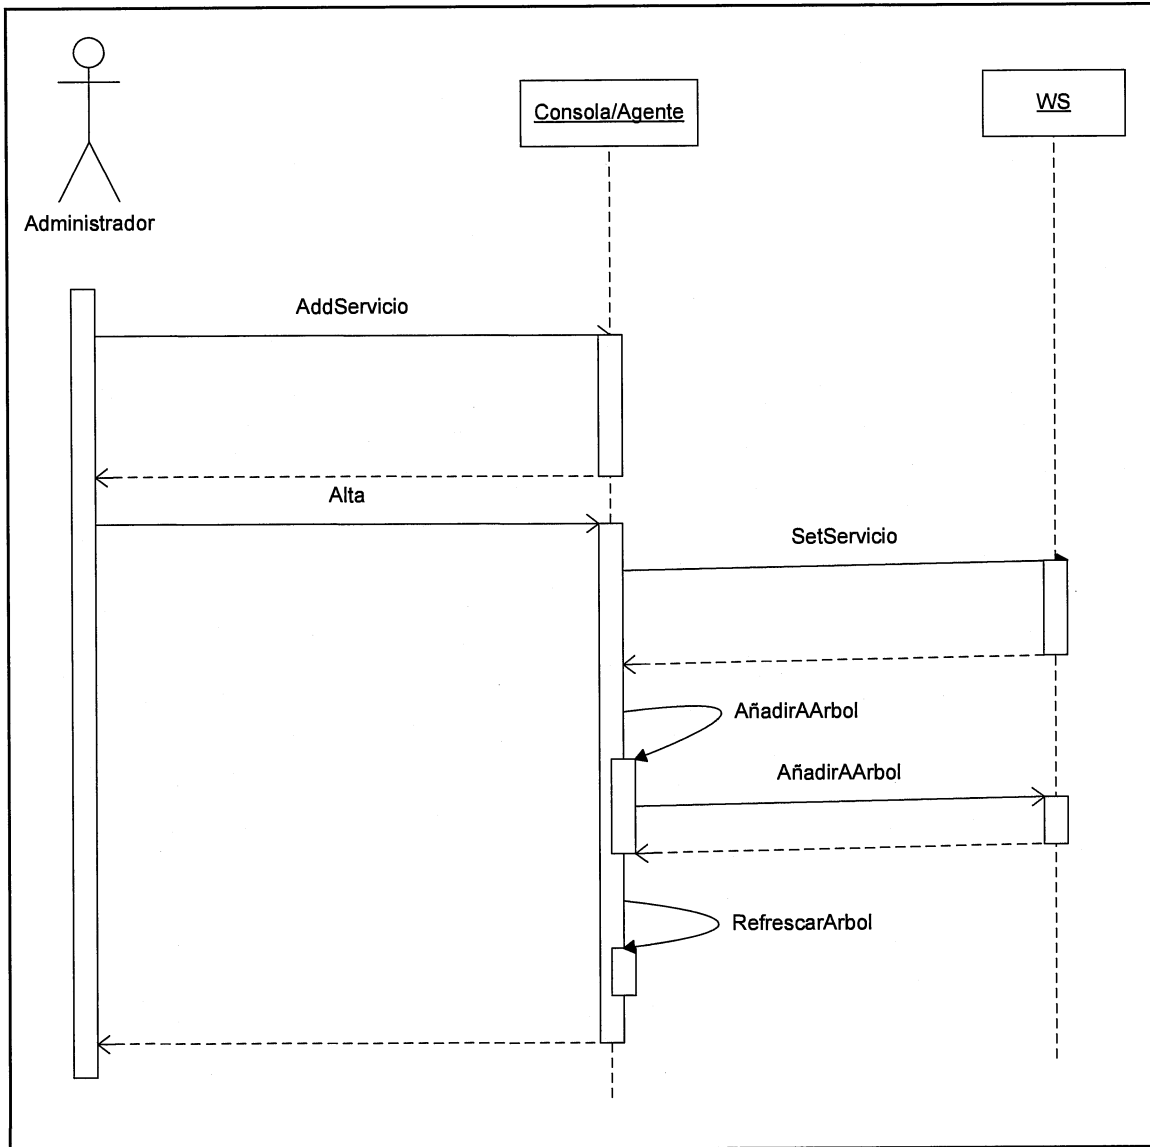 Consola/Agente
WS
Administrador
AddServicio
Alta
SetServicio
AñadirAArbol
AñadirAArbol
RefrescarArbol